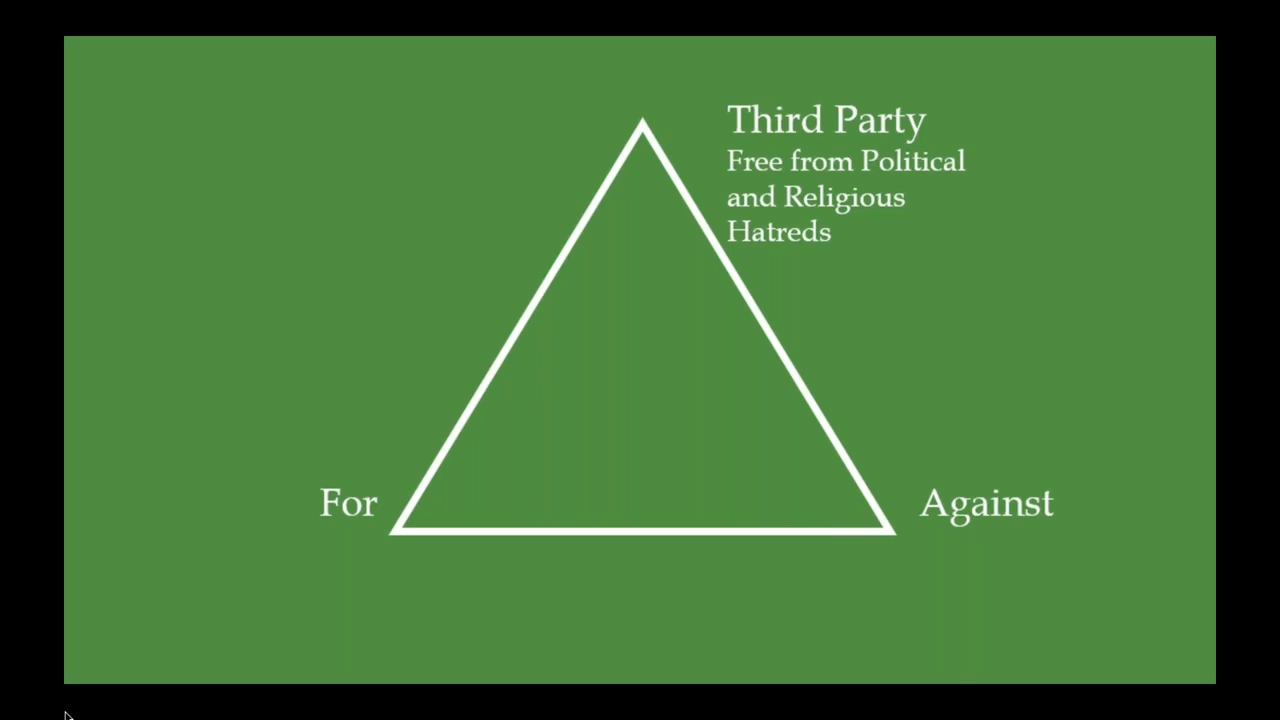 Third Party
Free from Political
and Religious
Hatreds
For
Against